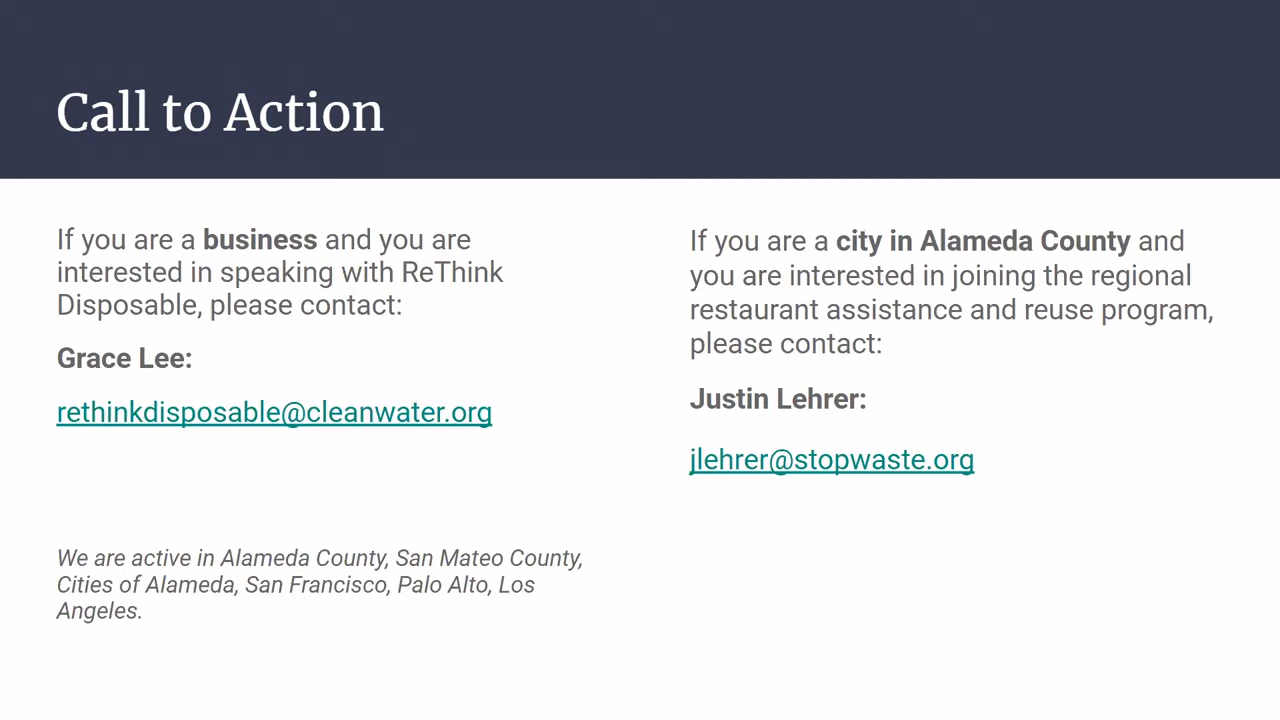 Call to Action
If you are a business and you are
interested in speaking with ReThink
Disposable, please contact:
Grace Lee:
rethinkdisposable@cleanwater.org
We are active in Alameda County, San Mateo County,
Cities of Alameda, San Francisco, Palo Alto, Los
Angeles.
If you are a city in Alameda County and
you are interested in joining the regional
restaurant assistance and reuse program,
please contact:
Justin Lehrer:
jlehrer@stopwaste.org